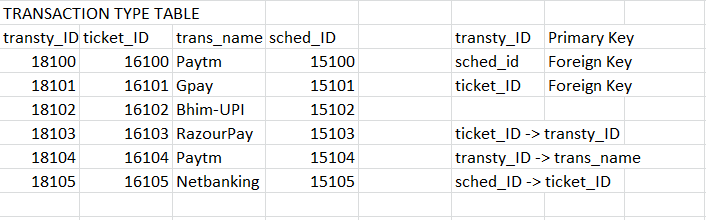 TRANSACTION TYPE TABLE
transty_ID ticket_ID trans_name sched_ID transty_ID Primary Key
18100 16100 Paytm 15100 sched_id Foreign Key
18101 16101 Gpay 15101 ticket_ID Foreign Key
18102 16102 Bhim-UPI 15102
18103 16103 RazourPay 15103 ticket_ID -> transty_ID
18104 16104 Paytm 15104 transty_ID -> trans_name
18105 16105 Netbanking 15105 sched_ID -> ticket_ID